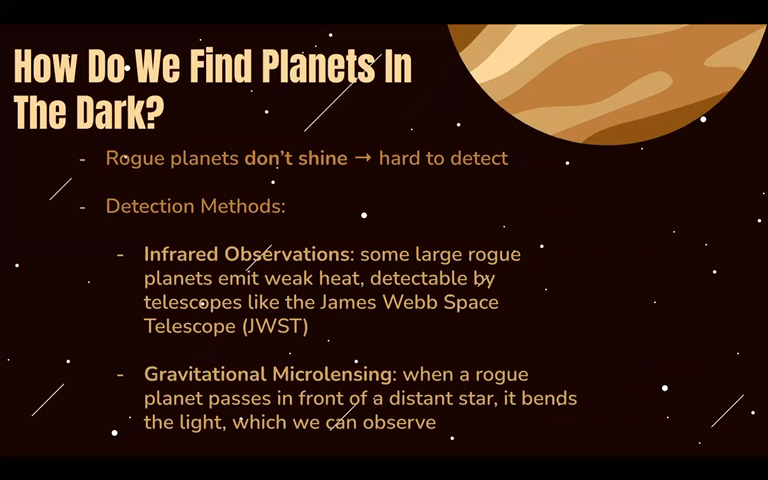 How Do We Find Planets In
The Dark?
- Rogue planets don't shine → hard to detect
- Detection Methods:
- Infrared Observations: some large rogue
planets emit weak heat, detectable by
telescopes like the James Webb Space
Telescope (JWST)
- Gravitational Microlensing: when a rogue
planet passes in front of a distant star, it bends
the light, which we can observe